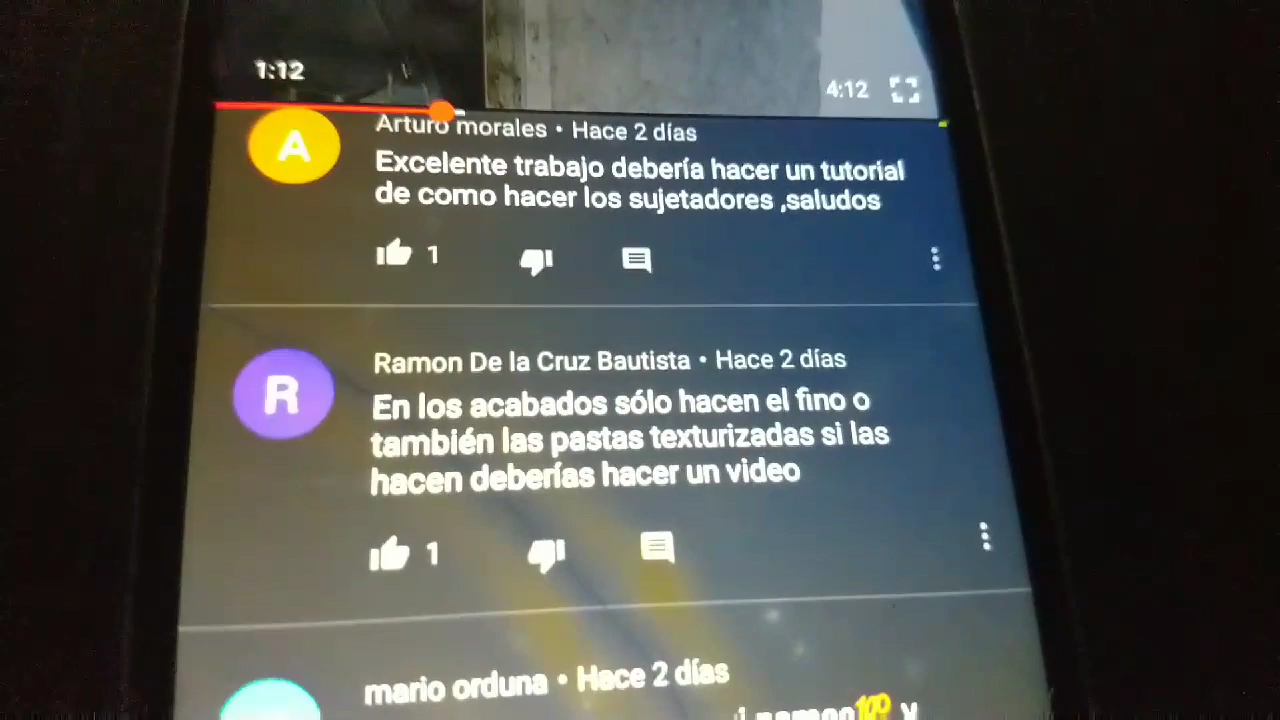 1:12
4:12
A
Arturo morales • Hace 2 días
Excelente trabajo debería hacer un tutorial
de como hacer los sujetadores ,saludos
1
R
Ramon De la Cruz Bautista • Hace 2 días
En los acabados sólo hacen el fino o
también las pastas texturizadas si las
hacen deberías hacer un video
1
mario orduna • Hace 2 días
y